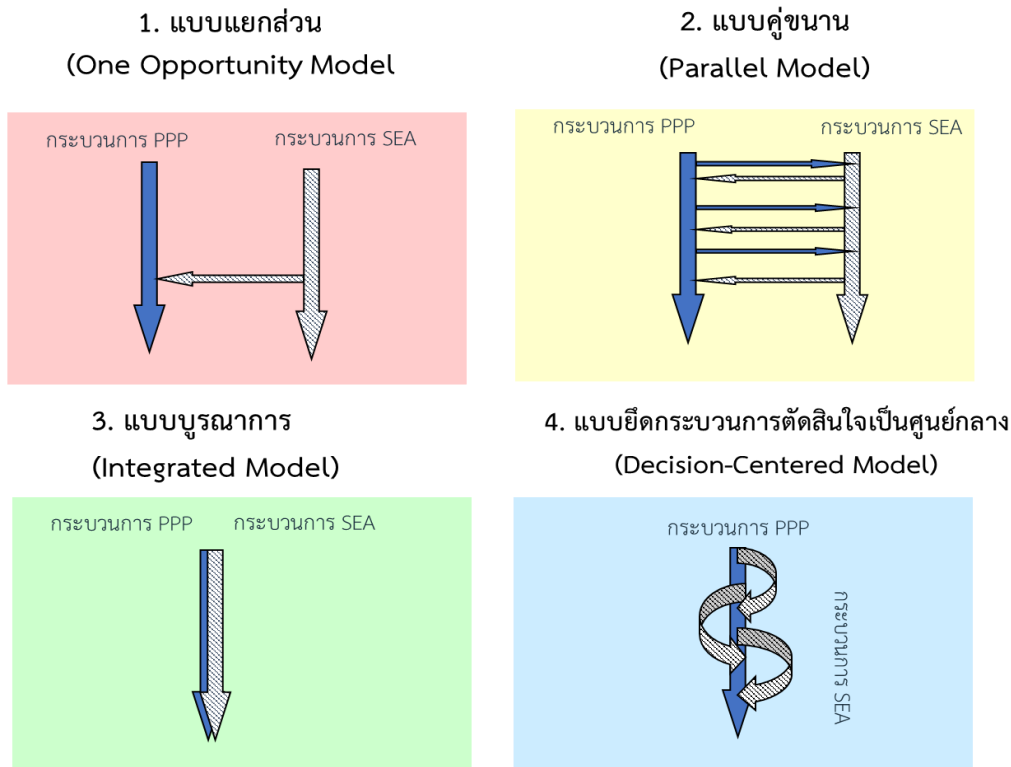 1. แบบแยกส่วน
(One Opportunity Model
2. แบบคู่ขนาน
(Parallel Model)
กระบวนการ PPP
กระบวนการ SEA
กระบวนการ PPP
กระบวนการ SEA
3. แบบบูรณาการ
(Integrated Model)
4. แบบยึดกระบวนการตัดสินใจเป็นศูนย์กลาง
(Decision-Centered Model)
กระบวนการ PPP
กระบวนการ SEA
กระบวนการ PPP
กระบวนการ SEA